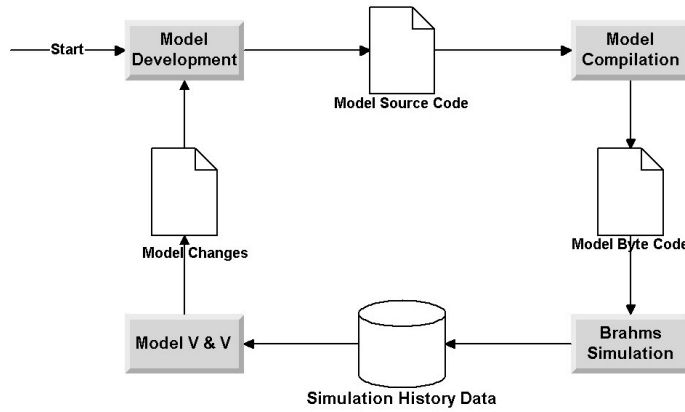 Start
Model
Development
Model Source Code
Model
Compilation
Model Byte Code
Brahms
Simulation
Simulation History Data
Model V & V
Model Changes